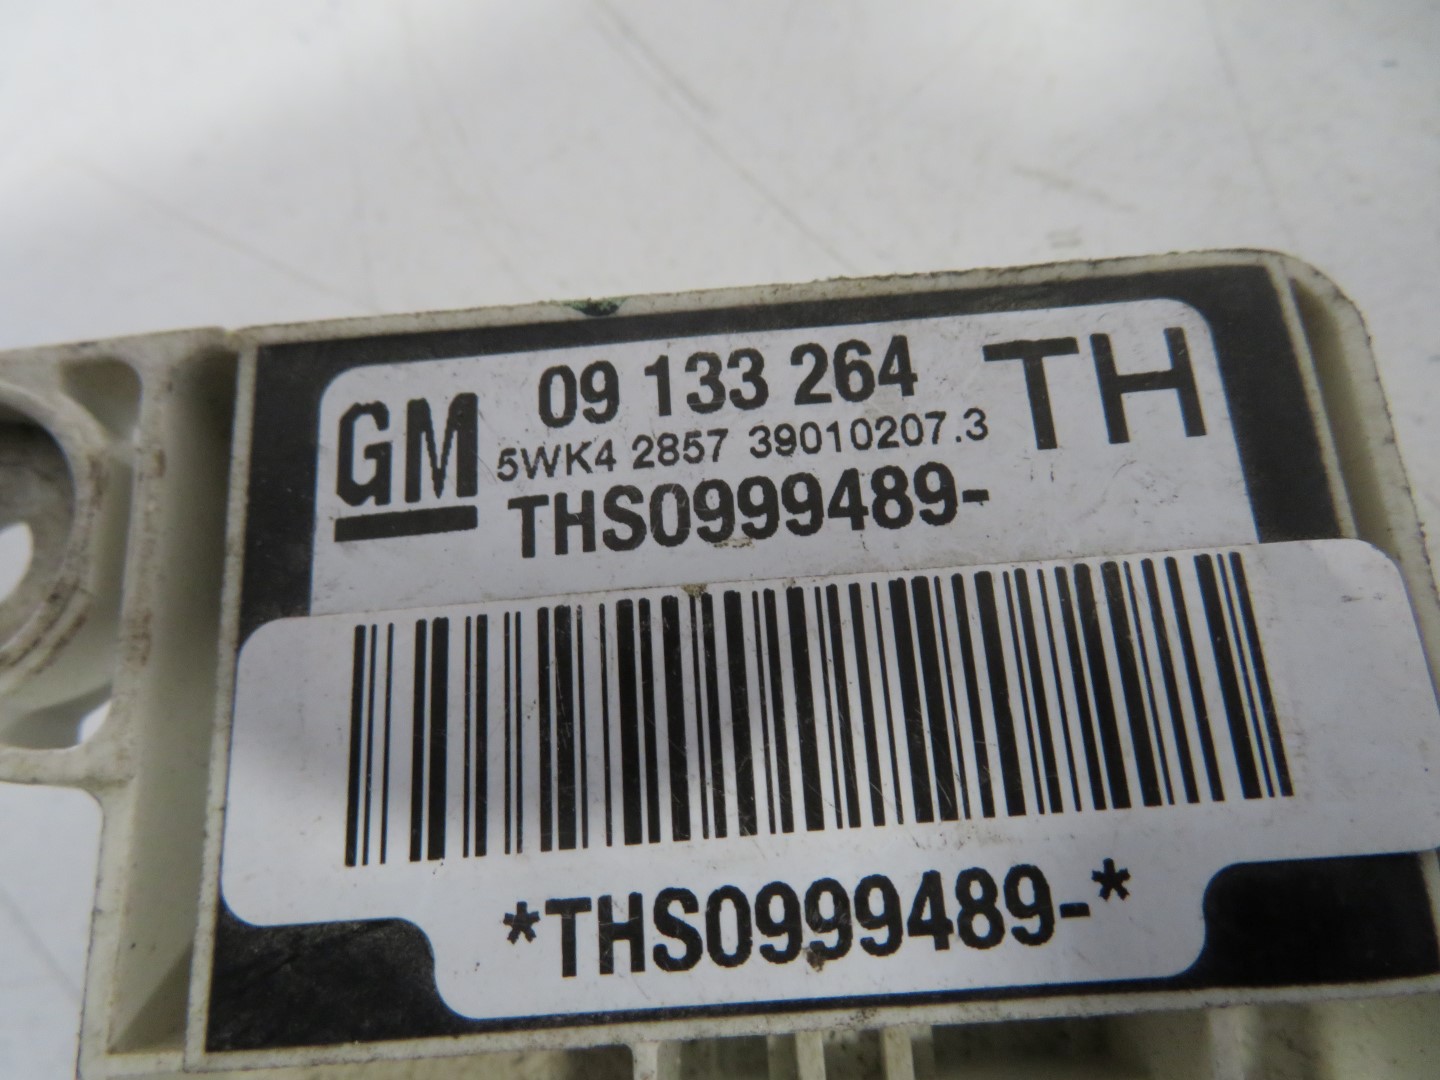 GM
09 133 264
TH
5WK4 2857 39010207.3
THS0999489-
*THS0999489-*